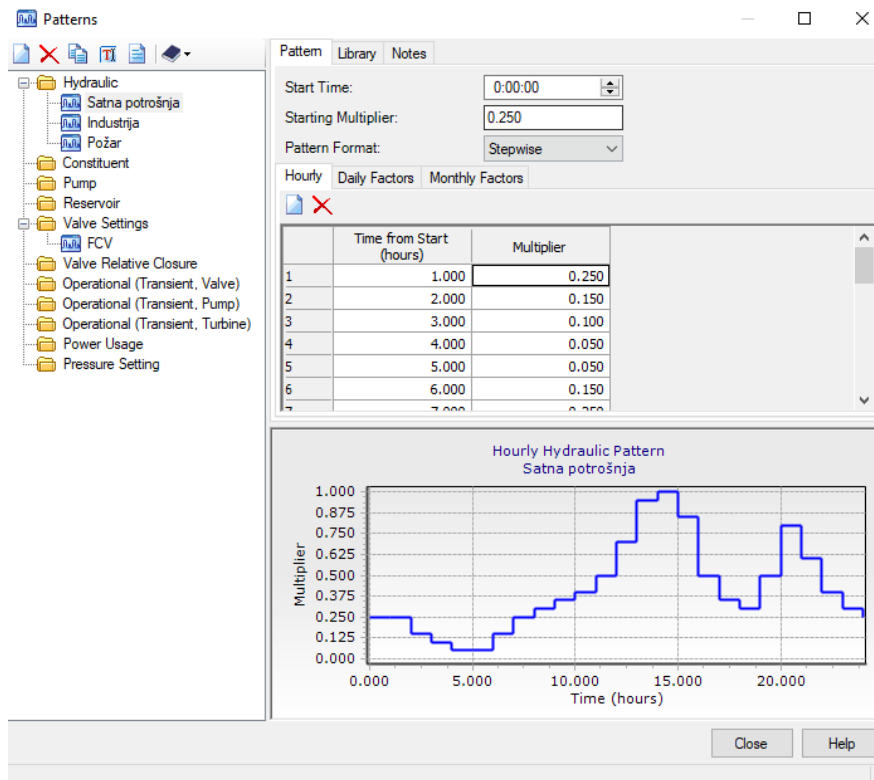 Patterns
Hydraulic
Satna potrošnja
Industrija
Požar
Constituent
Pump
Reservoir
Valve Settings
FCV
Valve Relative Closure
Operational (Transient, Valve)
Operational (Transient, Pump)
Operational (Transient, Turbine)
Power Usage
Pressure Setting
Pattern Library Notes
Start Time: 0:00:00
Starting Multiplier: 0.250
Pattern Format: Stepwise
Hourly Daily Factors Monthly Factors
Time from Start
(hours) Multiplier
1 1.000 0.250
2 2.000 0.150
3 3.000 0.100
4 4.000 0.050
5 5.000 0.050
6 6.000 0.150
Hourly Hydraulic Pattern
Satna potrošnja
Multiplier
1.000
0.875
0.750
0.625
0.500
0.375
0.250
0.125
0.000
0.000 5.000 10.000 15.000 20.000
Time (hours)
Close Help